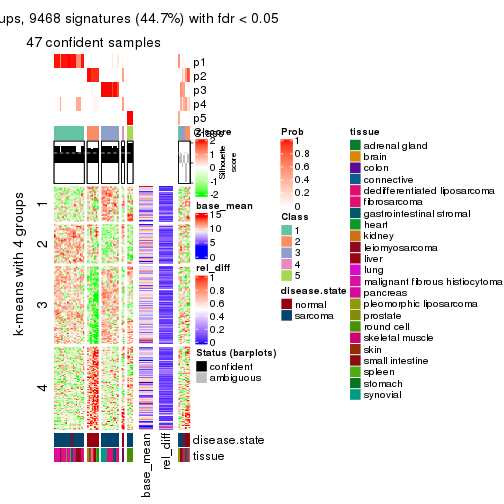 ups, 9468 signatures (44.7%) with fdr < 0.05
47 confident samples
p1
p2
p3
p4
p5
Class
Silhouette
score
1
2
3
4
k-means with 4 groups
disease.state
tissue
base_mean
rel_diff
Z-score
2
1
0
-1
-2
base_mean
15
10
5
0
rel_diff
1
0.8
0.6
0.4
0.2
0
Status (barplots)
confident
ambiguous
Prob
1
0.8
0.6
0.4
0.2
0
Class
1
2
3
4
5
disease.state
normal
sarcoma
tissue
adrenal gland
brain
colon
connective
dedifferentiated liposarcoma
fibrosarcoma
gastrointestinal stromal
heart
kidney
leiomyosarcoma
liver
lung
malignant fibrous histiocytoma
pancreas
pleomorphic liposarcoma
prostate
round cell
skeletal muscle
skin
small intestine
spleen
stomach
synovial